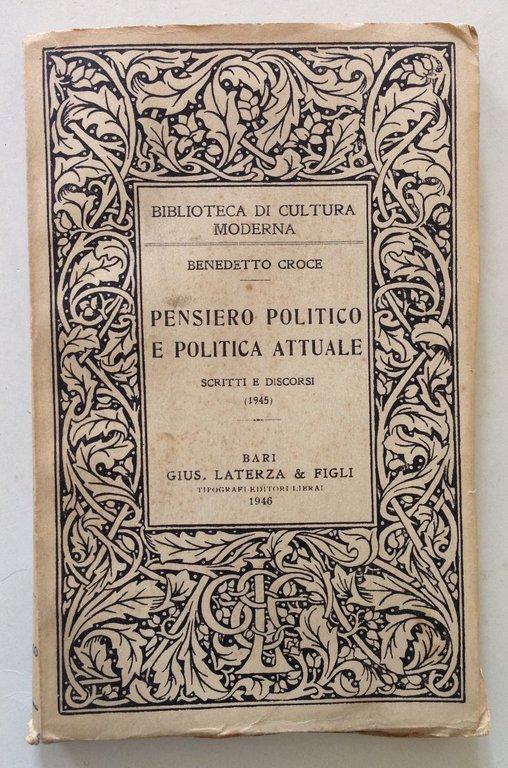 BIBLIOTECA DI CULTURA
MODERNA
BENEDETTO CROCE
PENSIERO POLITICO
E POLITICA ATTUALE
SCRITTI E DISCORSI
(1945)
BARI
GIUS. LATERZA & FIGLI
TIPOGRAFI-EDITORI-LIBRAI
1946